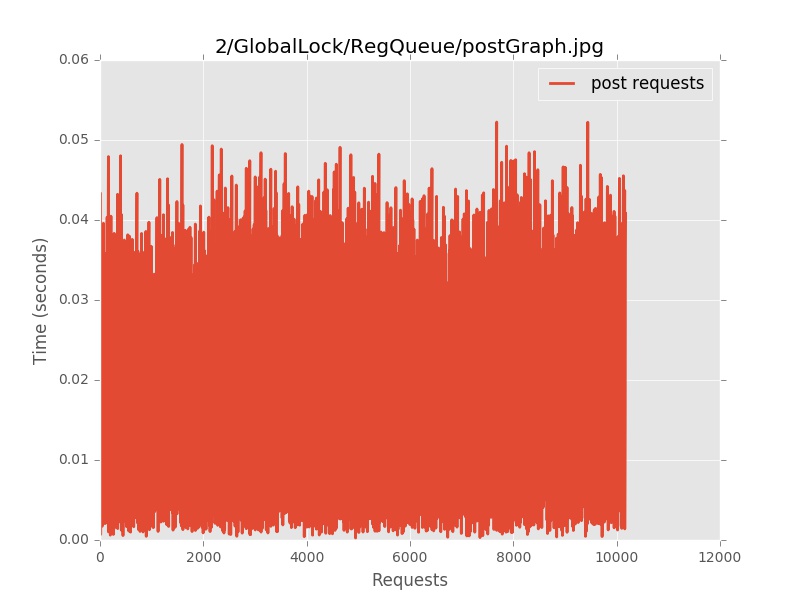 2/GlobalLock/RegQueue/postGraph.jpg
post requests
0.06
0.05
0.04
0.03
0.02
0.01
0.00
Time (seconds)
0 2000 4000 6000 8000 10000 12000
Requests